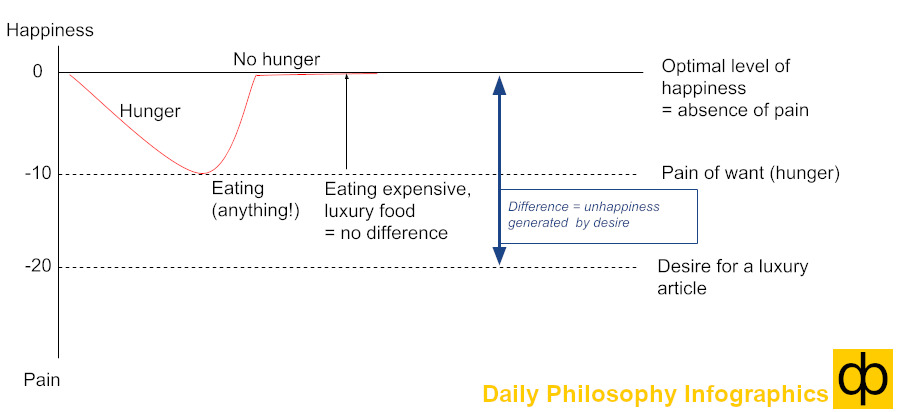 Happiness
0
No hunger
Optimal level of
happiness
= absence of pain
Hunger
-10
Pain of want (hunger)
Eating
(anything!)
Eating expensive,
luxury food
= no difference
Difference = unhappiness
generated by desire
-20
Desire for a luxury
article
Pain
Daily Philosophy Infographics
dp